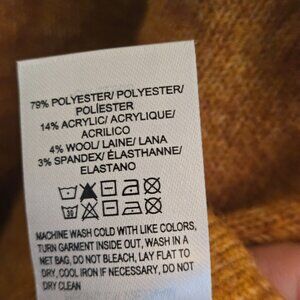 79% POLYESTER/ POLYESTER/
POLIÉSTER
14% ACRYLIC/ ACRYLIQUE/
ACRILICO
4% WOOL/ LAINE/ LANA
3% SPANDEX/ ÉLASTHANNE/
ELASTANO
MACHINE WASH COLD WITH LIKE COLORS,
TURN GARMENT INSIDE OUT, WASH IN A
NET BAG, DO NOT BLEACH, LAY FLAT TO
DRY, COOL IRON IF NECESSARY, DO NOT
DRY CLEAN